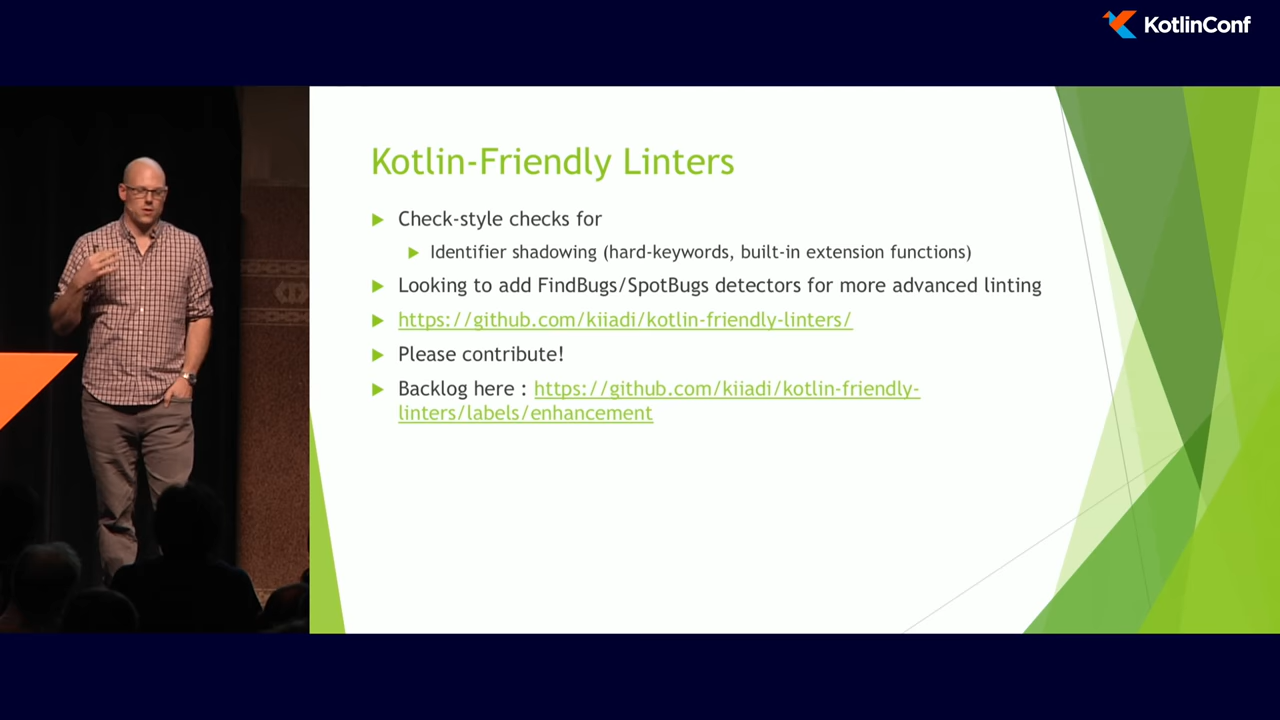 KotlinConf
Kotlin-Friendly Linters
Check-style checks for
Identifier shadowing (hard-keywords, built-in extension functions)
Looking to add FindBugs/SpotBugs detectors for more advanced linting
https://github.com/kiiadi/kotlin-friendly-linters/
Please contribute!
Backlog here : https://github.com/kiiadi/kotlin-friendly-
linters/labels/enhancement